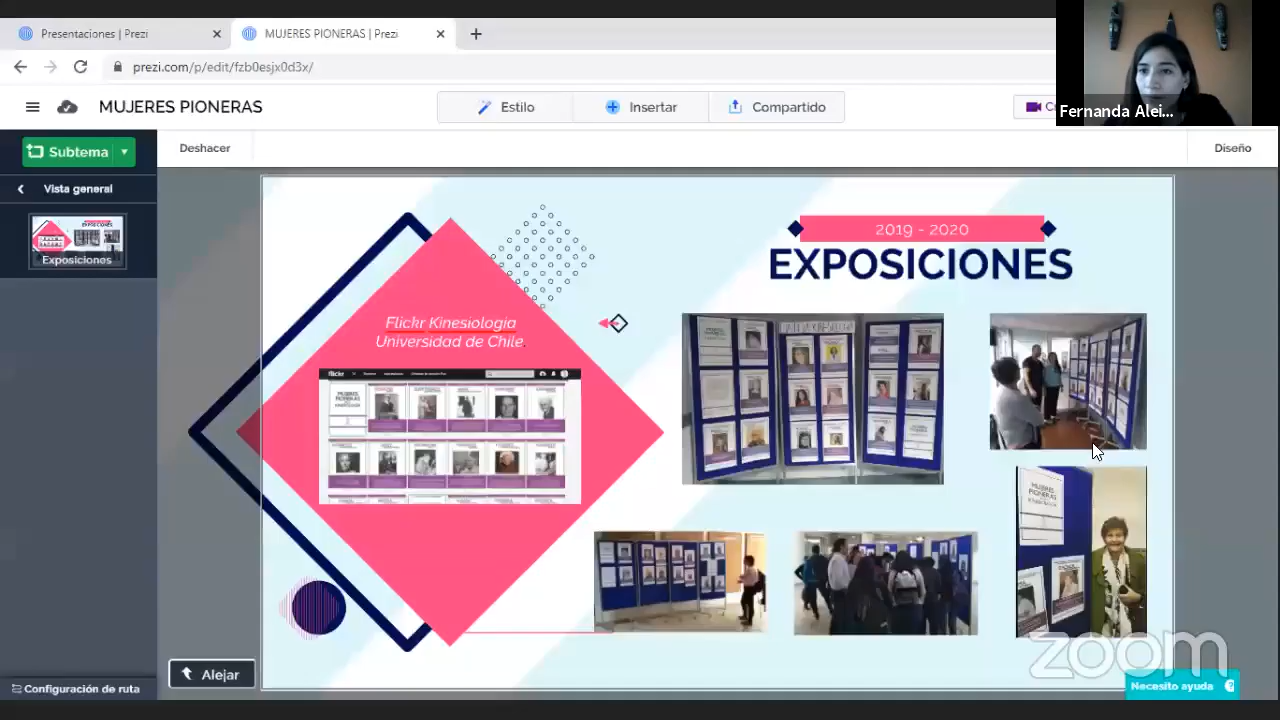 Presentaciones | Prezi
MUJERES PIONERAS | Prezi
prezi.com/p/edit/fzb0esjx0d3x/
MUJERES PIONERAS
Estilo
Insertar
Compartido
Fernanda Alei...
Subtema
Deshacer
Diseño
Vista general
Exposiciones
2019 - 2020
EXPOSICIONES
Flickr Kinesiología
Universidad de Chile.
flickr
MUJERES
PIONERAS
Alejar
Configuración de ruta
zoom
Necesito ayuda